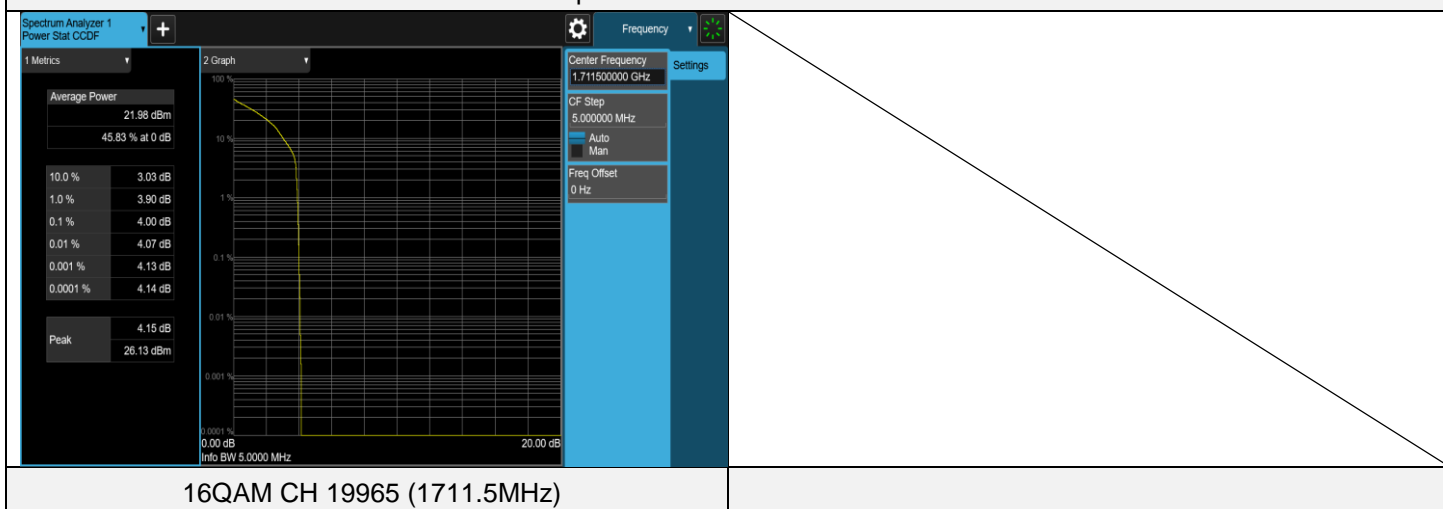 Spectrum Analyzer 1
Power Stat CCDF
+
Frequency
1 Metrics
2 Graph
Center Frequency
1.711500000 GHz
Settings
CF Step
5.000000 MHz
Auto
Man
Freq Offset
0 Hz
Average Power
21.98 dBm
45.83 % at 0 dB
10.0 % 3.03 dB
1.0 % 3.90 dB
0.1 % 4.00 dB
0.01 % 4.07 dB
0.001 % 4.13 dB
0.0001 % 4.14 dB
Peak
4.15 dB
26.13 dBm
100 %
10 %
1 %
0.1 %
0.01 %
0.001 %
0.0001 %
0.00 dB 20.00 dB
Info BW 5.0000 MHz
16QAM CH 19965 (1711.5MHz)